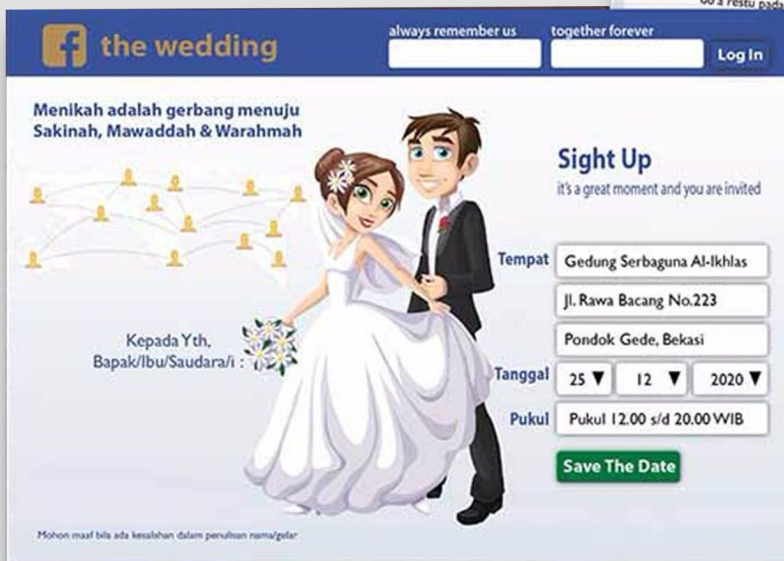 restu pada
f the wedding
always remember us
together forever
Log In
Menikah adalah gerbang menuju
Sakinah, Mawaddah & Warahmah
Sight Up
it's a great moment and you are invited
Tempat Gedung Serbaguna Al-Ikhlas
Jl. Rawa Bacang No.223
Pondok Gede, Bekasi
Kepada Yth,
Bapak/Ibu/Saudara/i :
Tanggal 25 ▼ 12 ▼ 2020 ▼
Pukul Pukul 12.00 s/d 20.00 WIB
Save The Date
Mohon maaf bila ada kesalahan dalam penulisan nama/gelar